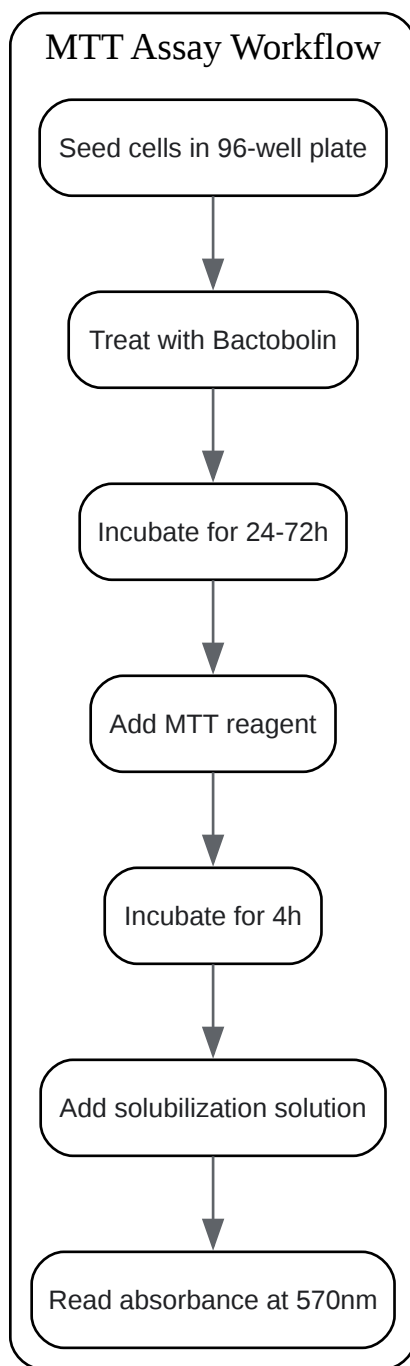 MTT Assay Workflow
Seed cells in 96-well plate
Treat with Bactobolin
Incubate for 24-72h
Add MTT reagent
Incubate for 4h
Add solubilization solution
Read absorbance at 570nm